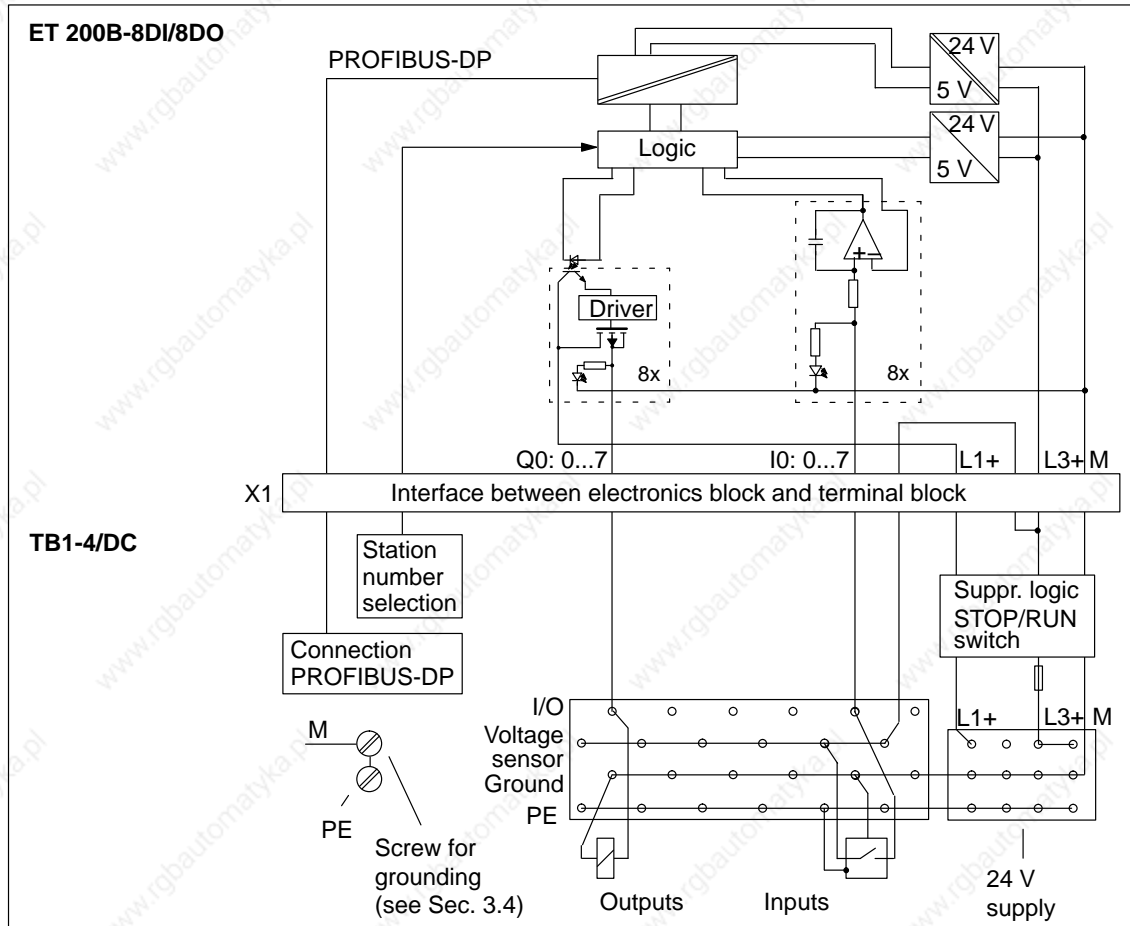 ET 200B-8DI/8DO
PROFIBUS-DP
24 V
5 V
Logic
24 V
5 V
+ −
Driver
8x
8x
Q0: 0...7
I0: 0...7
L1+
L3+ M
X1
Interface between electronics block and terminal block
TB1-4/DC
Station
number
selection
Suppr. logic
STOP/RUN
switch
Connection
PROFIBUS-DP
I/O
Voltage
sensor
Ground
PE
L1+
L3+ M
M
PE
Screw for
grounding
(see Sec. 3.4)
Outputs
Inputs
24 V
supply
www.rgbautomatyka.pl